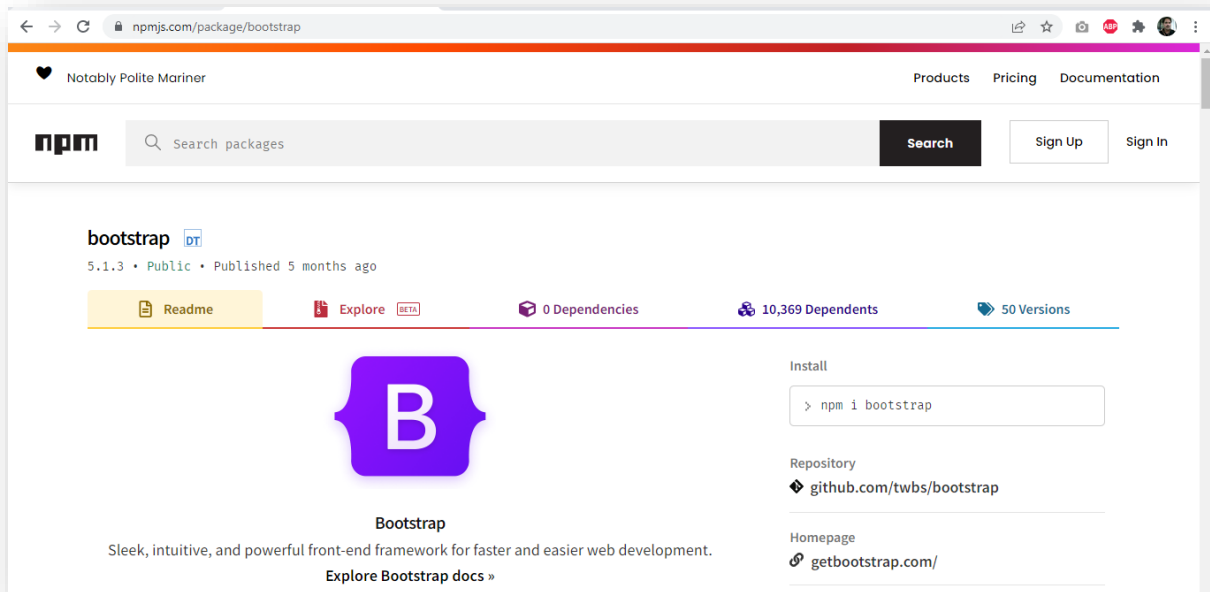 npmjs.com/package/bootstrap
ABP
Notably Polite Mariner
Products Pricing Documentation
npm
Search packages
Search
Sign Up
Sign In
bootstrap DT
5.1.3 • Public • Published 5 months ago
Readme
Explore BETA
0 Dependencies
10,369 Dependents
50 Versions
B
Install
> npm i bootstrap
Repository
github.com/twbs/bootstrap
Homepage
getbootstrap.com/
Bootstrap
Sleek, intuitive, and powerful front-end framework for faster and easier web development.
Explore Bootstrap docs »